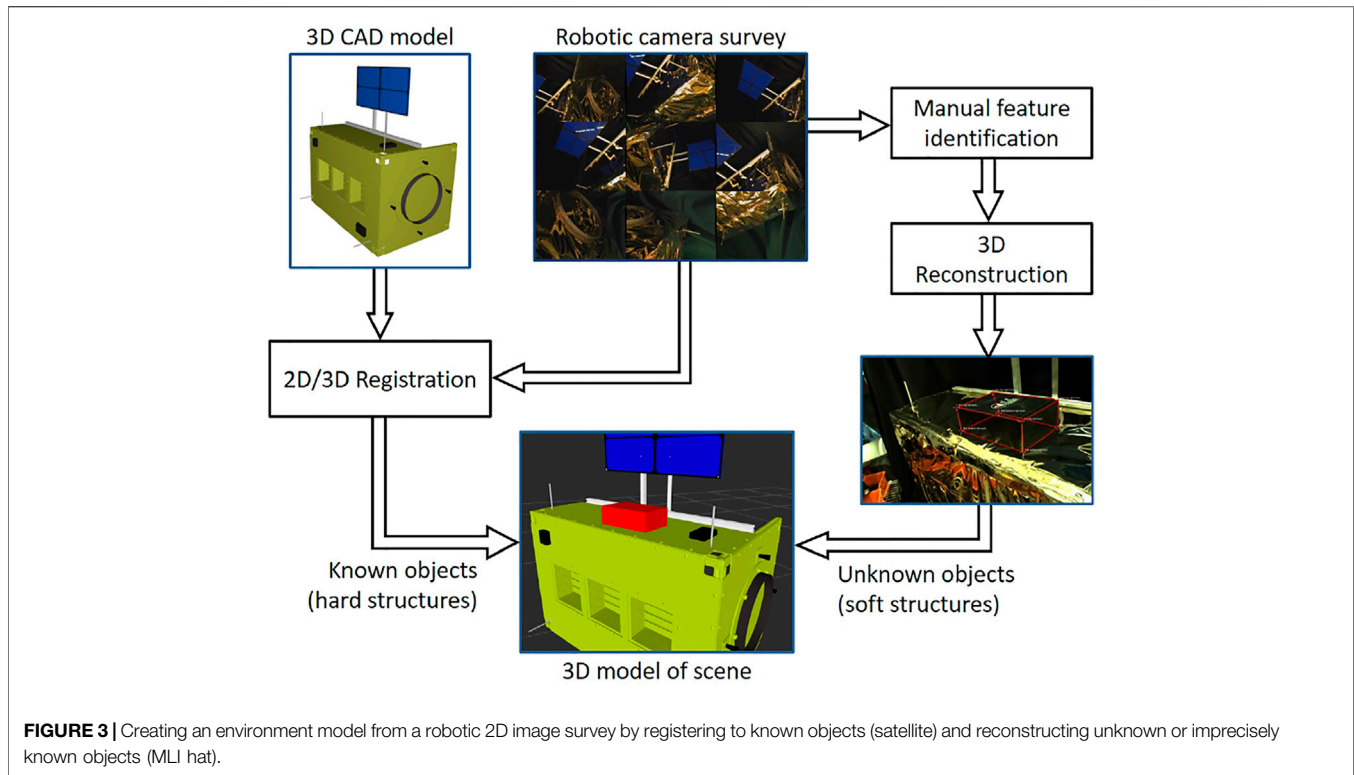 3D CAD model
Robotic camera survey
Manual feature
identification
3D
Reconstruction
2D/3D Registration
Known objects
(hard structures)
Unknown objects
(soft structures)
3D model of scene
FIGURE 3 | Creating an environment model from a robotic 2D image survey by registering to known objects (satellite) and reconstructing unknown or imprecisely
known objects (MLI hat).